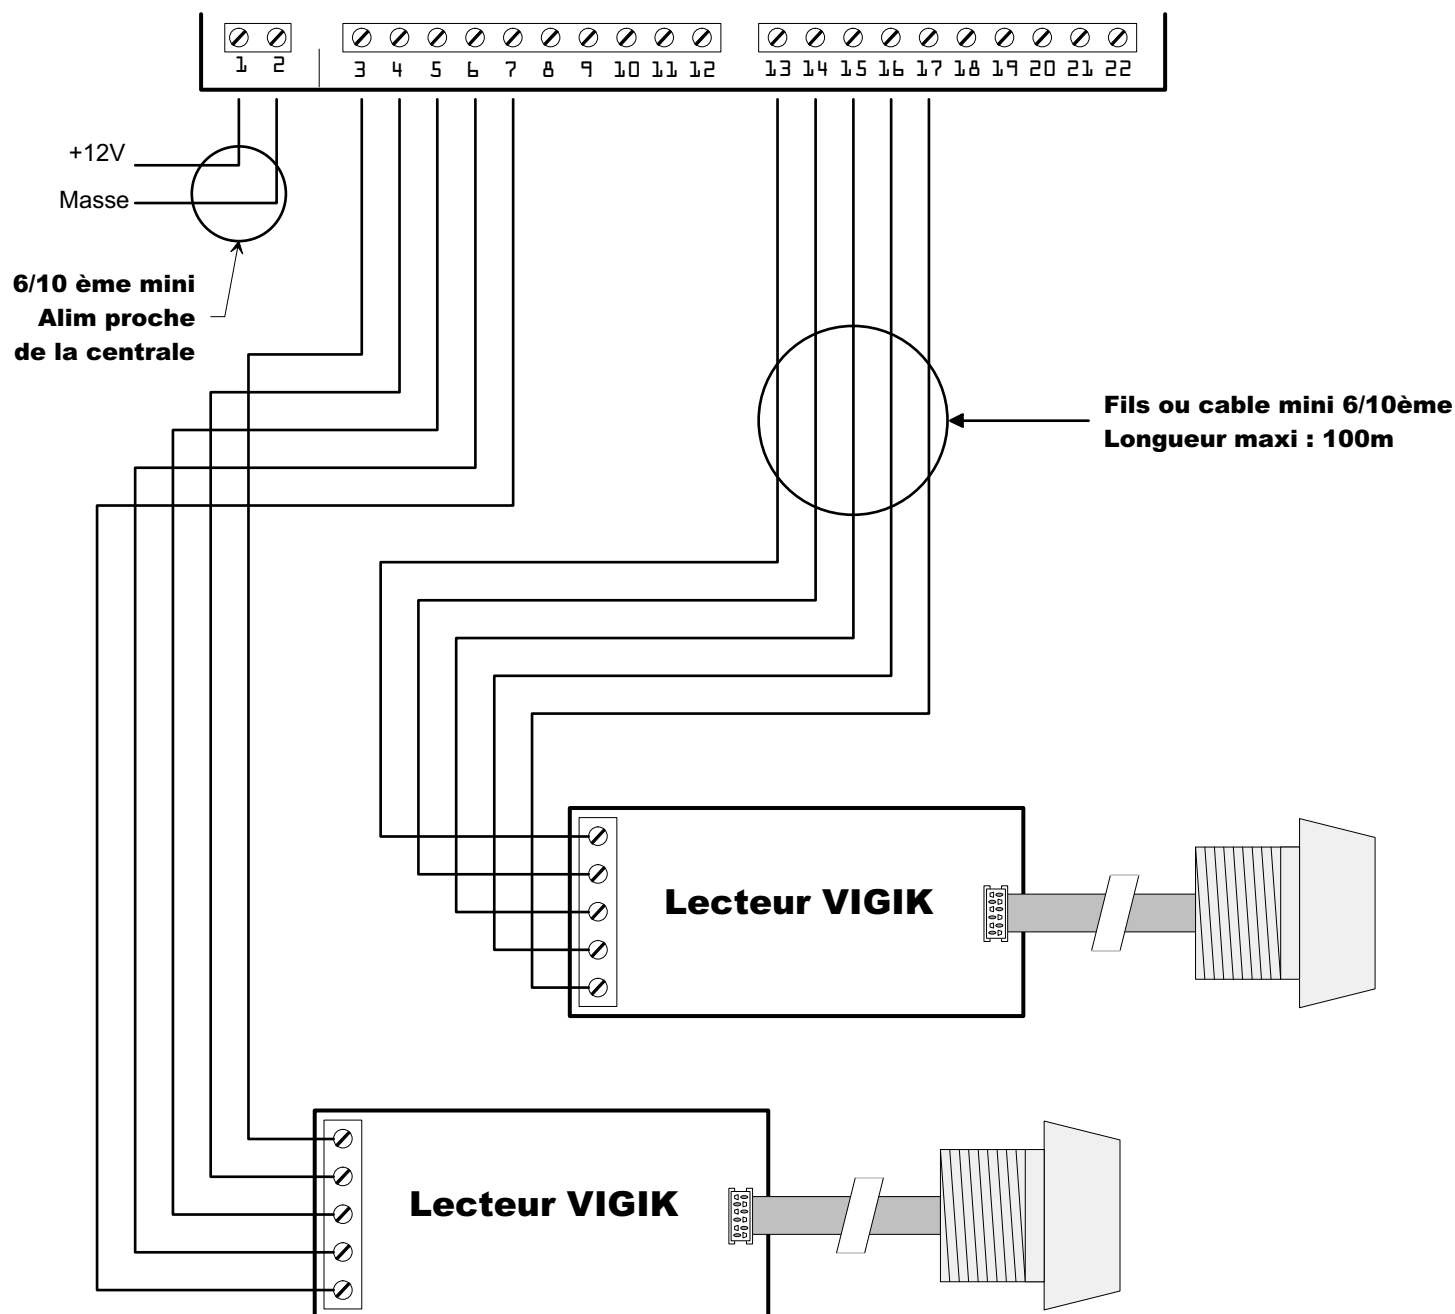 1 2 3 4 5 6 7 8 9 10 11 12 13 14 15 16 17 18 19 20 21 22
+12V
Masse
6/10 ème mini
Alim proche
de la centrale
Fils ou cable mini 6/10ème
Longueur maxi : 100m
Lecteur VIGIK
Lecteur VIGIK